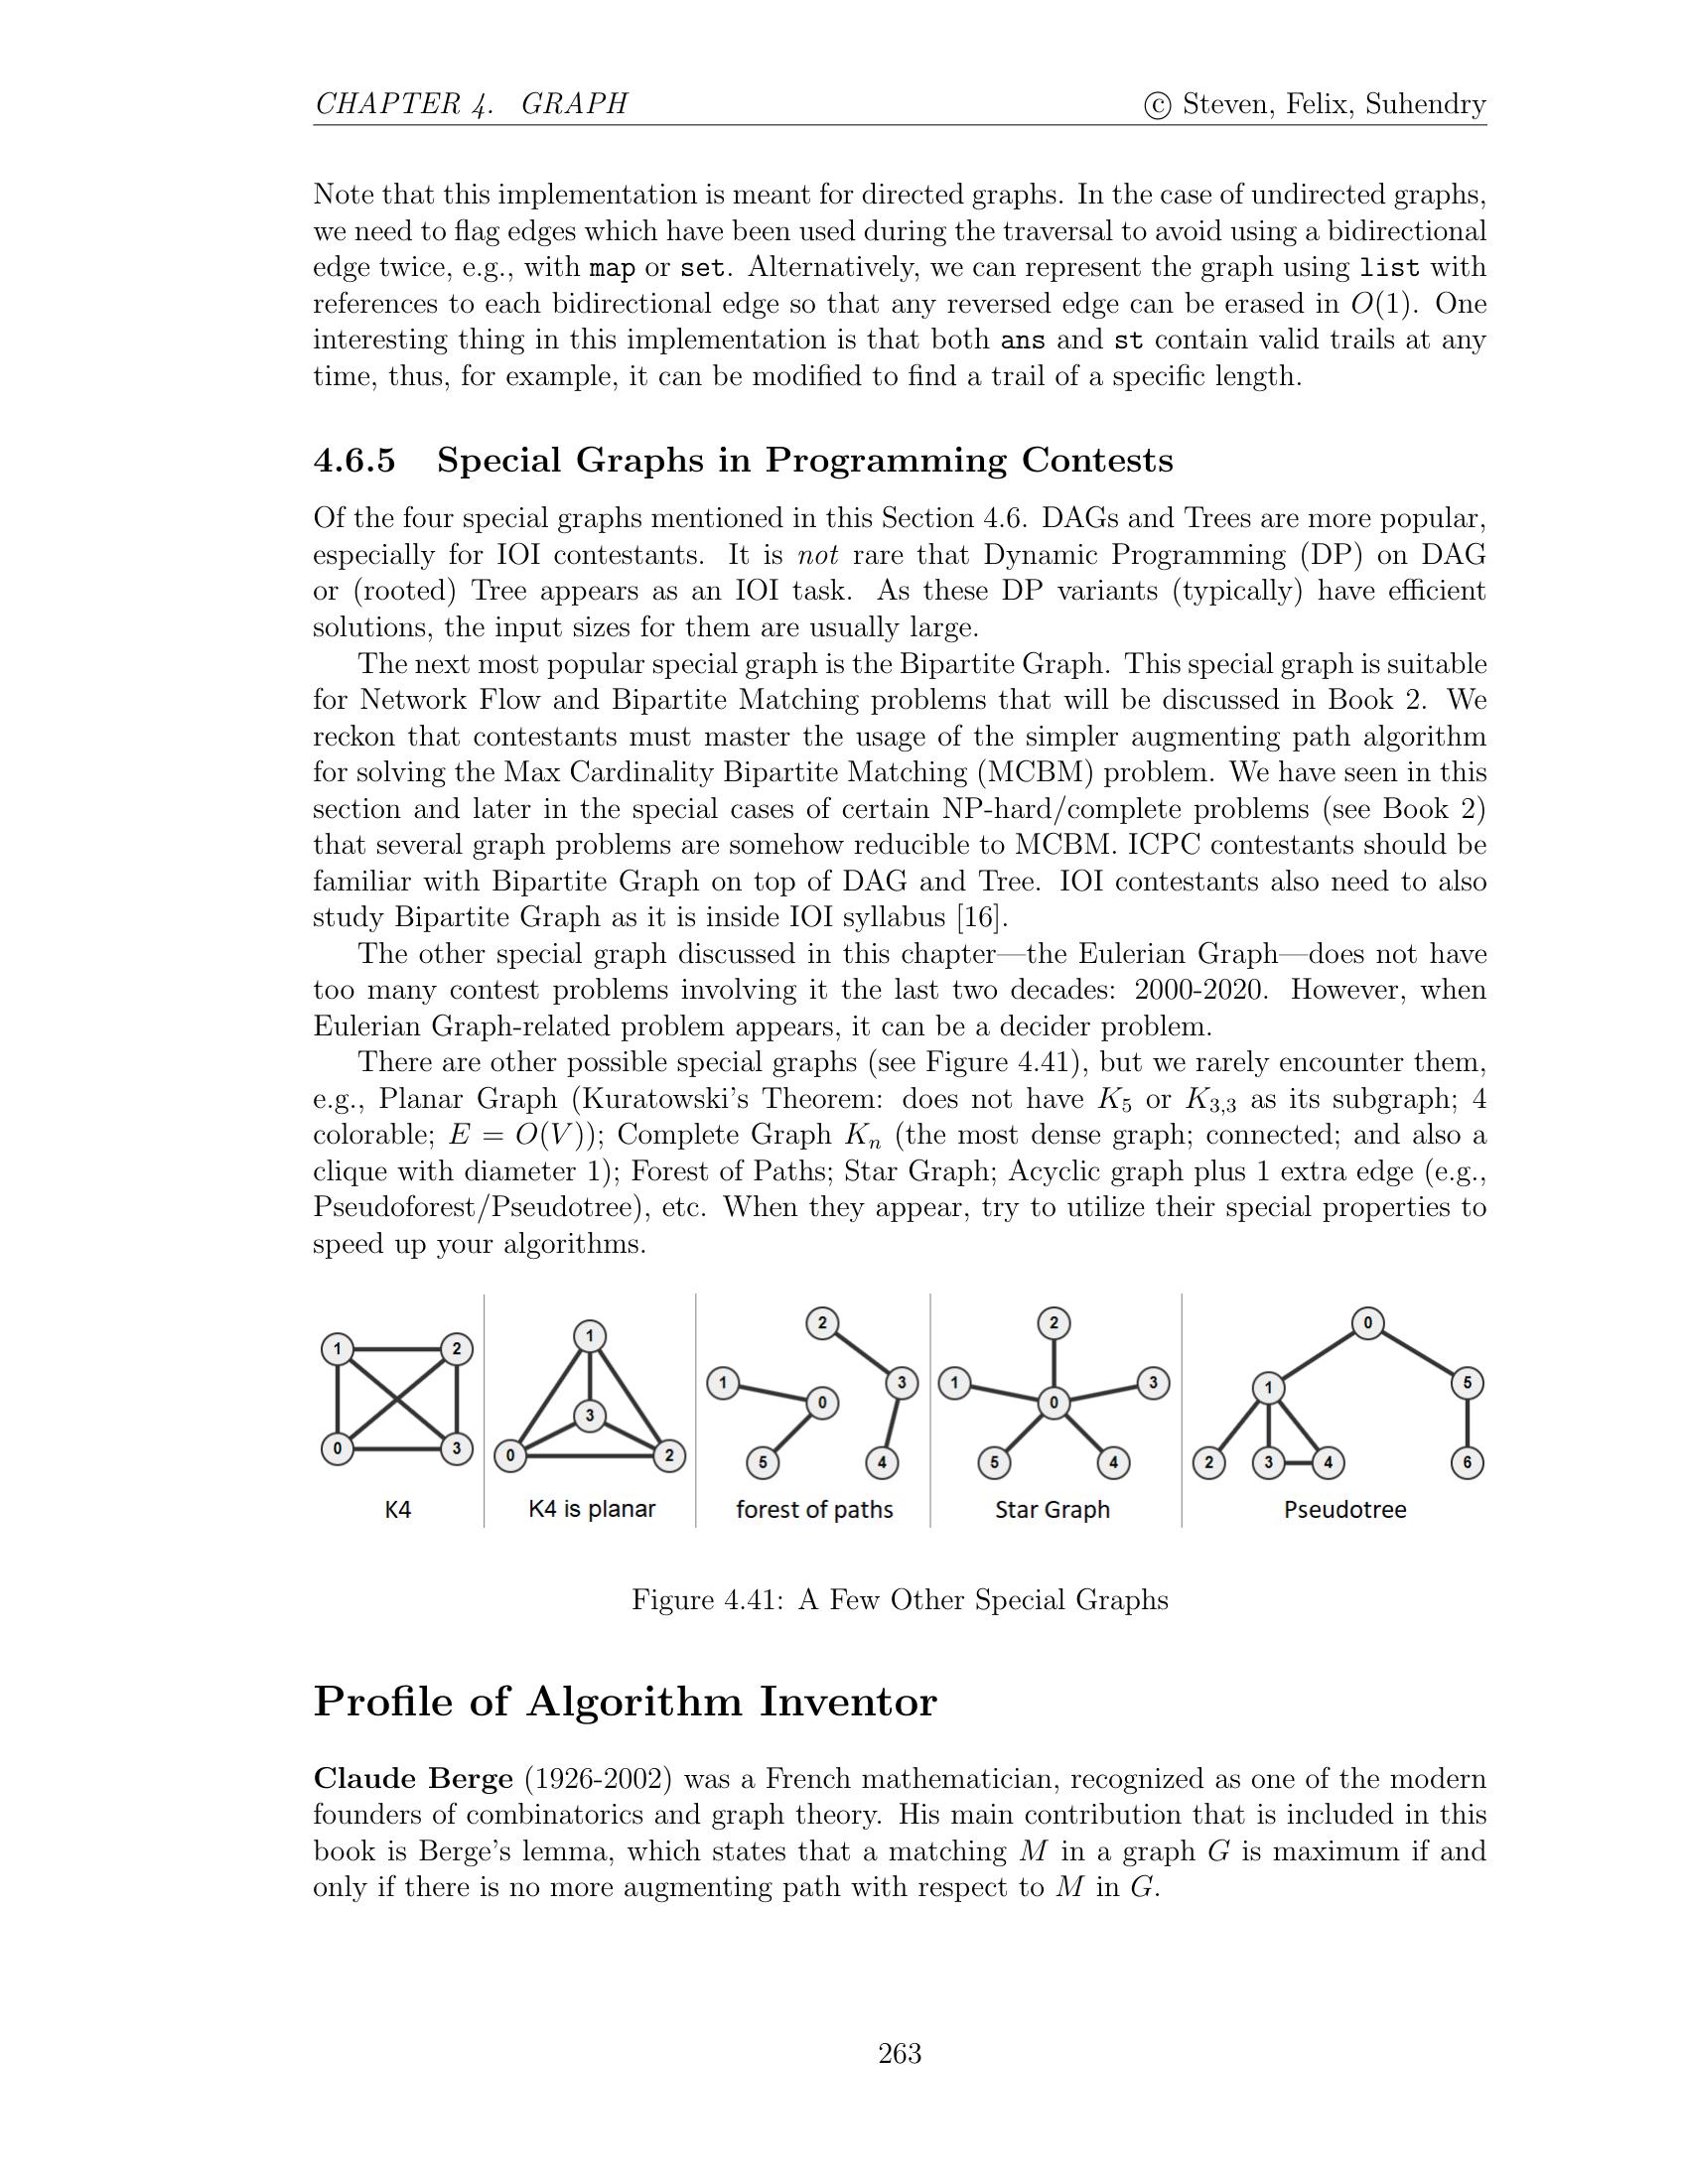 CHAPTER 4. GRAPH © Steven, Felix, Suhendry
Note that this implementation is meant for directed graphs. In the case of undirected graphs,
we need to flag edges which have been used during the traversal to avoid using a bidirectional
edge twice, e.g., with map or set. Alternatively, we can represent the graph using list with
references to each bidirectional edge so that any reversed edge can be erased in O(1). One
interesting thing in this implementation is that both ans and st contain valid trails at any
time, thus, for example, it can be modified to find a trail of a specific length.
4.6.5 Special Graphs in Programming Contests
Of the four special graphs mentioned in this Section 4.6. DAGs and Trees are more popular,
especially for IOI contestants. It is not rare that Dynamic Programming (DP) on DAG
or (rooted) Tree appears as an IOI task. As these DP variants (typically) have efficient
solutions, the input sizes for them are usually large.
The next most popular special graph is the Bipartite Graph. This special graph is suitable
for Network Flow and Bipartite Matching problems that will be discussed in Book 2. We
reckon that contestants must master the usage of the simpler augmenting path algorithm
for solving the Max Cardinality Bipartite Matching (MCBM) problem. We have seen in this
section and later in the special cases of certain NP-hard/complete problems (see Book 2)
that several graph problems are somehow reducible to MCBM. ICPC contestants should be
familiar with Bipartite Graph on top of DAG and Tree. IOI contestants also need to also
study Bipartite Graph as it is inside IOI syllabus [16].
The other special graph discussed in this chapter—the Eulerian Graph—does not have
too many contest problems involving it the last two decades: 2000-2020. However, when
Eulerian Graph-related problem appears, it can be a decider problem.
There are other possible special graphs (see Figure 4.41), but we rarely encounter them,
e.g., Planar Graph (Kuratowski's Theorem: does not have K5 or K3,3 as its subgraph; 4
colorable; E = O(V)); Complete Graph Kn (the most dense graph; connected; and also a
clique with diameter 1); Forest of Paths; Star Graph; Acyclic graph plus 1 extra edge (e.g.,
Pseudoforest/Pseudotree), etc. When they appear, try to utilize their special properties to
speed up your algorithms.
1 2 0 3
K4
1 3 0 2
K4 is planar
2 1 3 0 5 4
forest of paths
2 1 3 0 5 4
Star Graph
0 1 5 2 3 4 6
Pseudotree
Figure 4.41: A Few Other Special Graphs
Profile of Algorithm Inventor
Claude Berge (1926-2002) was a French mathematician, recognized as one of the modern
founders of combinatorics and graph theory. His main contribution that is included in this
book is Berge's lemma, which states that a matching M in a graph G is maximum if and
only if there is no more augmenting path with respect to M in G.
263